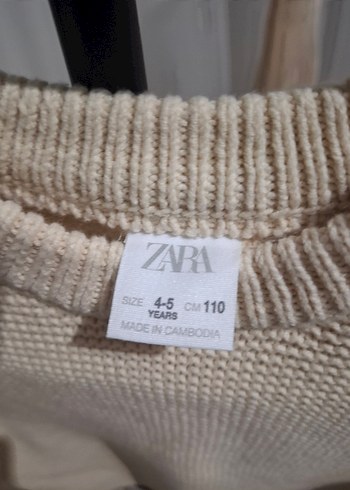 ZARA
SIZE 4-5 YEARS CM 110
MADE IN CAMBODIA